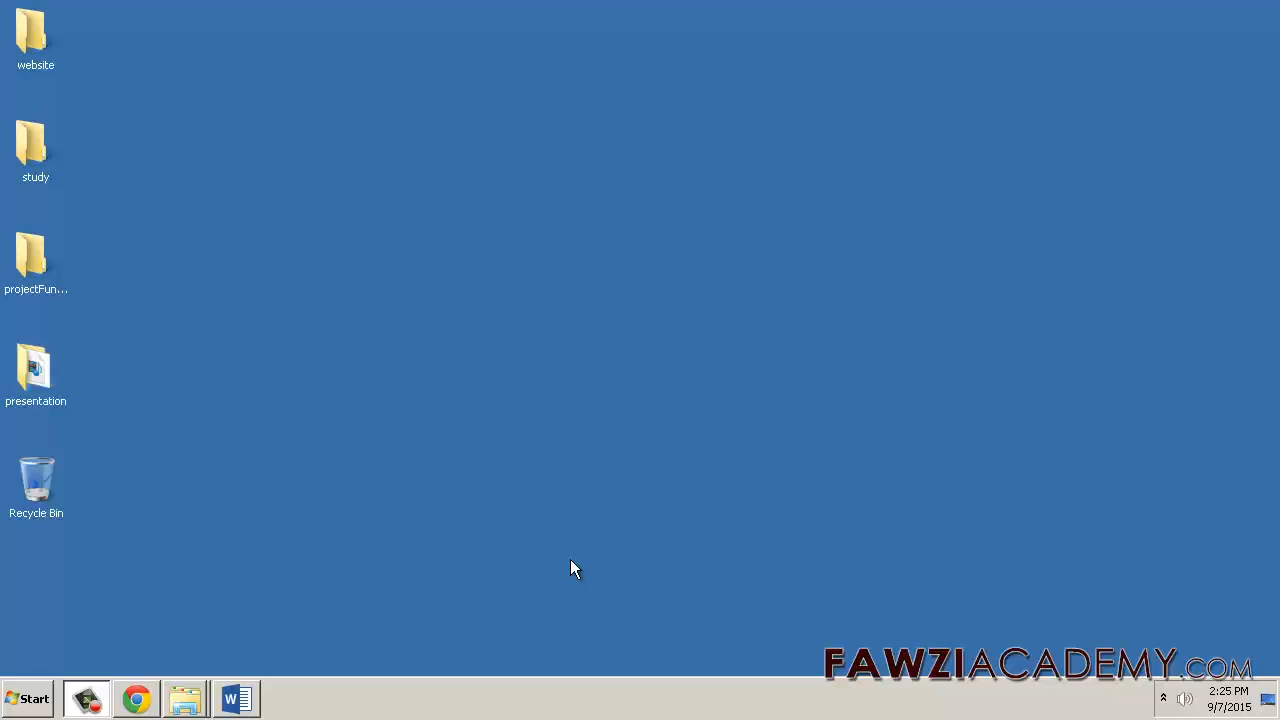 website
study
projectFun...
presentation
Recycle Bin
FAWZIACADEMY.COM
Start
W
2:25 PM
9/7/2015